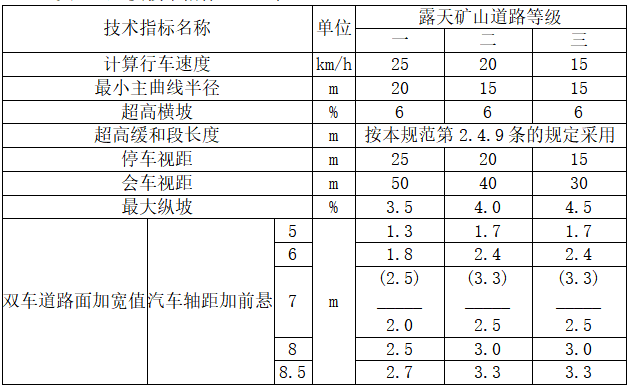 技术指标名称 单位 露天矿山道路等级
一 二 三
计算行车速度 km/h 25 20 15
最小主曲线半径 m 20 15 15
超高横坡 % 6 6 6
超高缓和段长度 m 按本规范第 2.4.9 条的规定采用
停车视距 m 25 20 15
会车视距 m 50 40 30
最大纵坡 % 3.5 4.0 4.5
双车道路面加宽值 汽车轴距加前悬 5 m 1.3 1.7 1.7
6 1.8 2.4 2.4
7 (2.5) (3.3) (3.3)
2.0 2.5 2.5
8 2.5 3.0 3.0
8.5 2.7 3.3 3.3